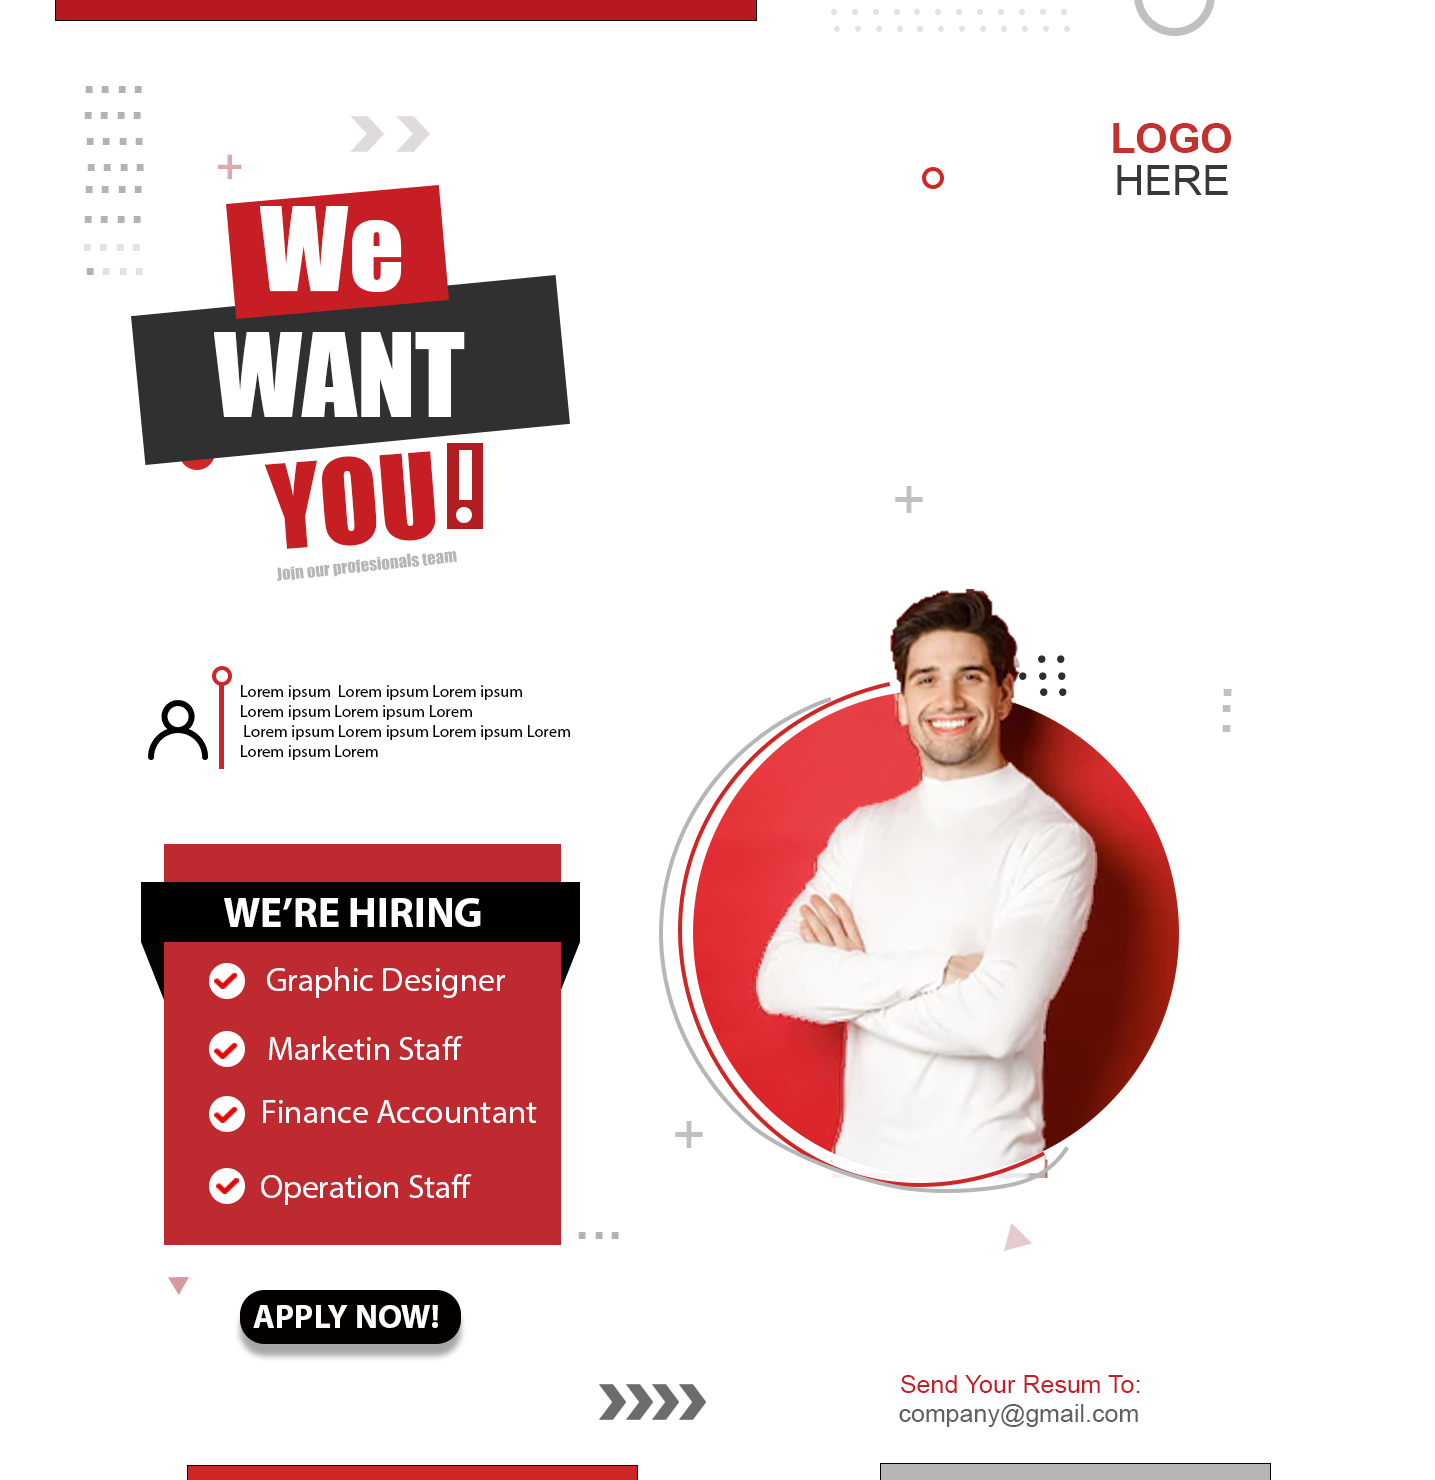 LOGO
HERE
We
WANT
YOU!
Join our profesionals team
Lorem ipsum  Lorem ipsum Lorem ipsum
Lorem ipsum Lorem ipsum Lorem
Lorem ipsum Lorem ipsum Lorem ipsum Lorem
Lorem ipsum Lorem
WE’RE HIRING
Graphic Designer
Marketin Staff
Finance Accountant
Operation Staff
APPLY NOW!
Send Your Resum To:
company@gmail.com